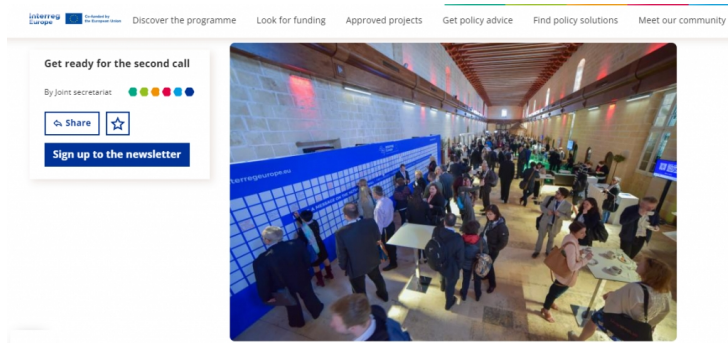 interreg
Europe
Co-funded by
the European Union
Discover the programme
Look for funding
Approved projects
Get policy advice
Find policy solutions
Meet our community
Get ready for the second call
By Joint secretariat
Share
Sign up to the newsletter
terregeurope.eu